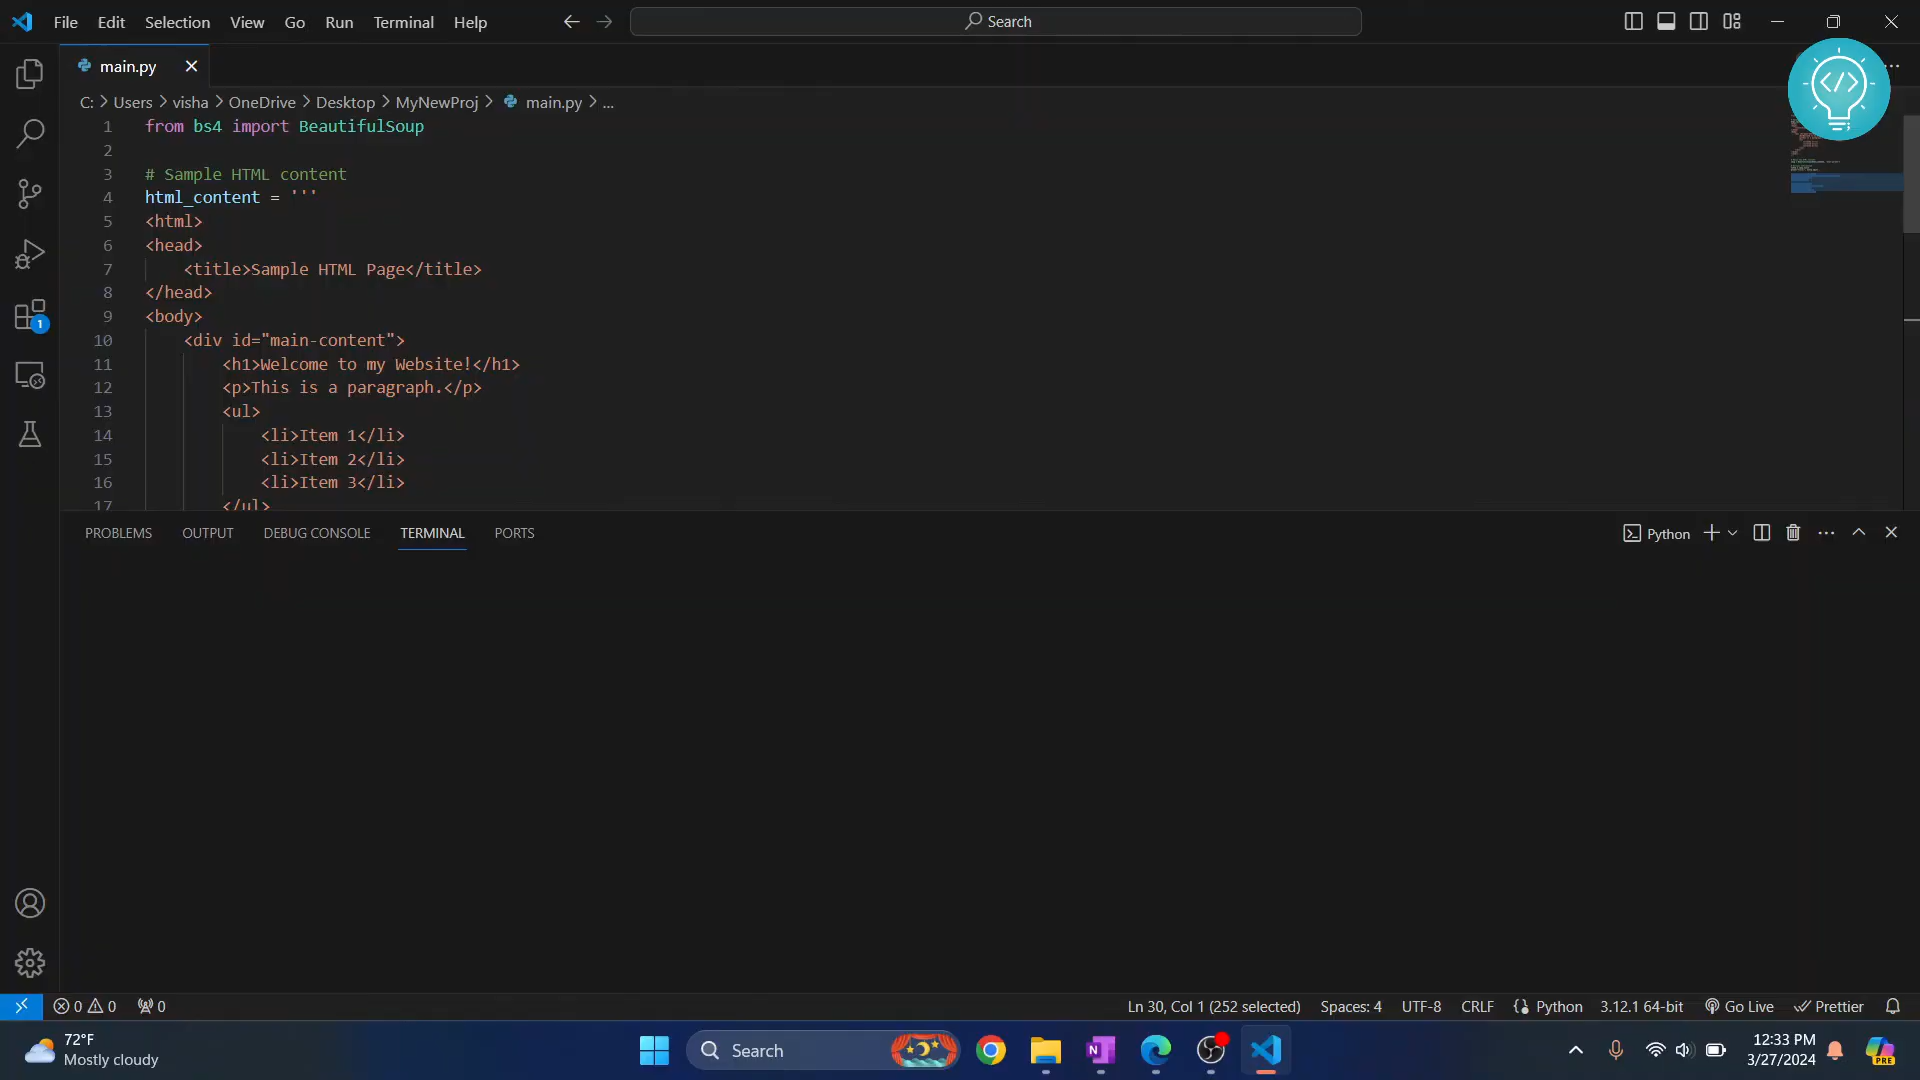 File Edit Selection View Go Run Terminal Help Search
main.py
C: > Users > visha > OneDrive > Desktop > MyNewProj > main.py > ...
1 from bs4 import BeautifulSoup
2
3 # Sample HTML content
4 html_content = '''
5 <html>
6 <head>
7 <title>Sample HTML Page</title>
8 </head>
9 <body>
10 <div id="main-content">
11 <h1>Welcome to my Website!</h1>
12 <p>This is a paragraph.</p>
13 <ul>
14 <li>Item 1</li>
15 <li>Item 2</li>
16 <li>Item 3</li>
17 </ul>
PROBLEMS OUTPUT DEBUG CONSOLE TERMINAL PORTS Python
1
0 0 0 Ln 30, Col 1 (252 selected) Spaces: 4 UTF-8 CRLF Python 3.12.1 64-bit Go Live Prettier
72°F
Mostly cloudy
Search
12:33 PM
3/27/2024
PRE